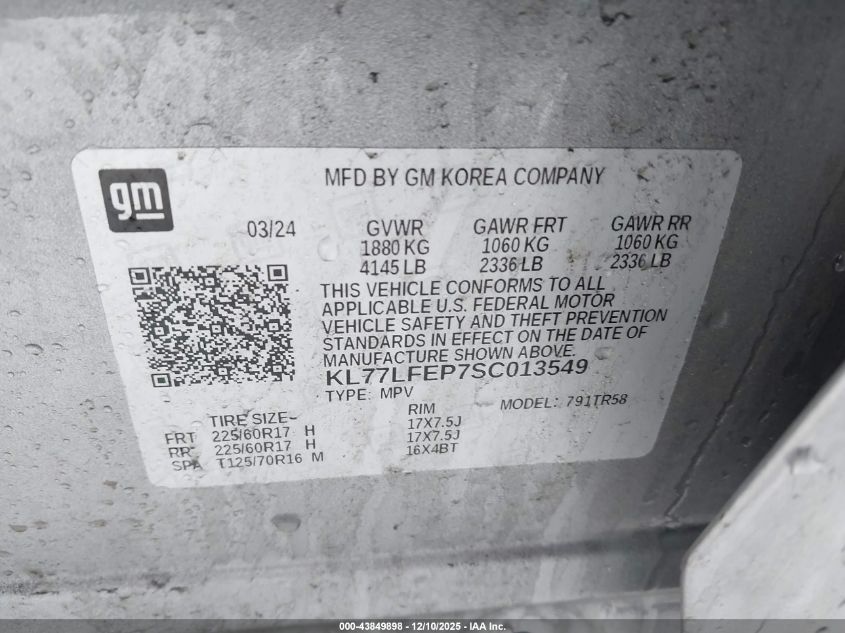 gm
MFD BY GM KOREA COMPANY
03/24 GVWR GAWR FRT GAWR RR
1880 KG 1060 KG 1060 KG
4145 LB 2336 LB 2336 LB
THIS VEHICLE CONFORMS TO ALL
APPLICABLE U.S. FEDERAL MOTOR
VEHICLE SAFETY AND THEFT PREVENTION
STANDARDS IN EFFECT ON THE DATE OF
MANUFACTURE SHOWN ABOVE.
KL77LFEP7SC013549
TYPE: MPV MODEL: 791TR58
TIRE SIZE RIM
FRT 225/60R17 H 17X7.5J
RR 225/60R17 H 17X7.5J
SPA T125/70R16 M 16X4BT
000-43849898 - 12/10/2025 - IAA Inc.